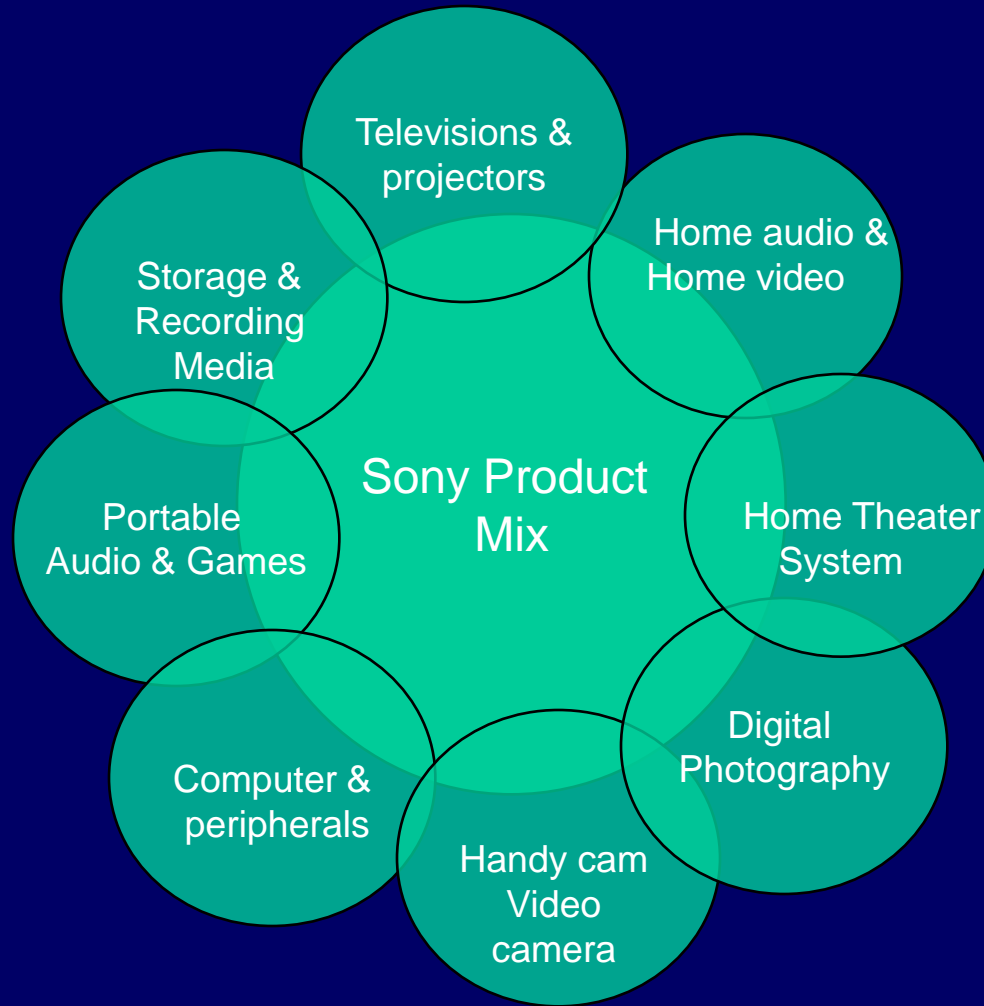 Televisions &
projectors
Home audio &
Home video
Storage &
Recording
Media
Sony Product
Mix
Portable
Audio & Games
Home Theater
System
Digital
Photography
Computer &
peripherals
Handy cam
Video
camera